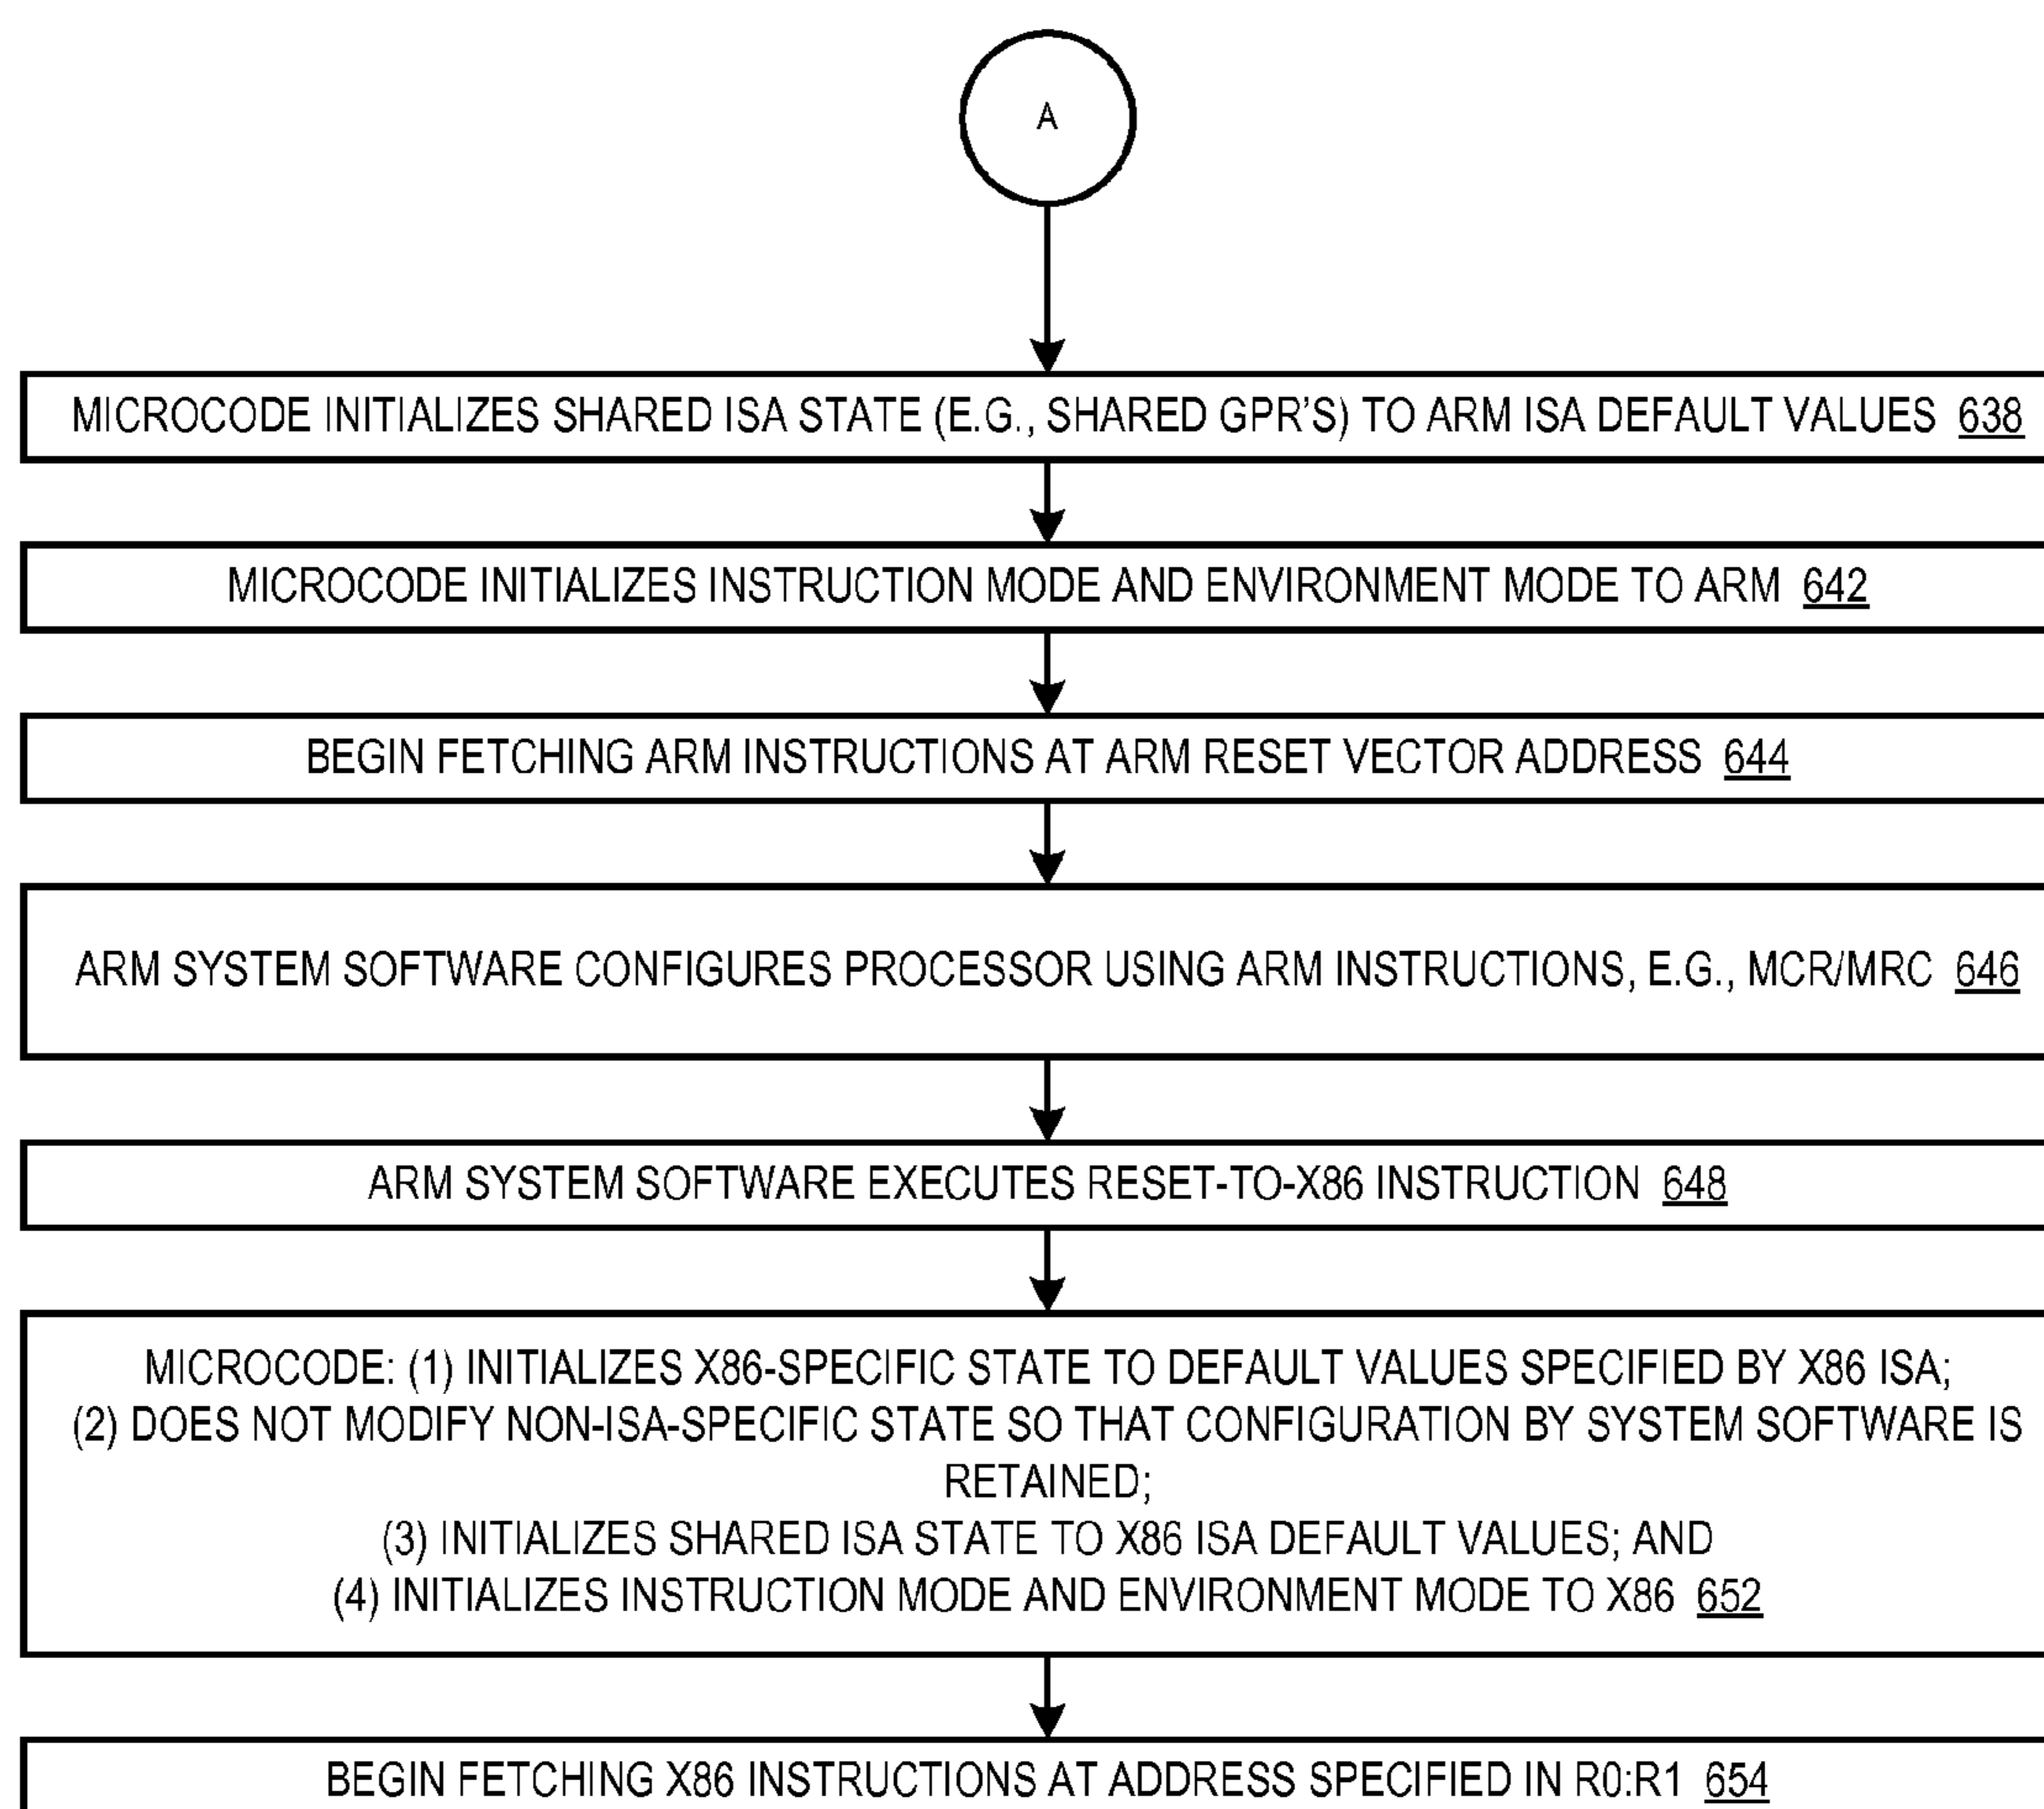 A
MICROCODE INITIALIZES SHARED ISA STATE (E.G., SHARED GPR'S) TO ARM ISA DEFAULT VALUES 638
MICROCODE INITIALIZES INSTRUCTION MODE AND ENVIRONMENT MODE TO ARM 642
BEGIN FETCHING ARM INSTRUCTIONS AT ARM RESET VECTOR ADDRESS 644
ARM SYSTEM SOFTWARE CONFIGURES PROCESSOR USING ARM INSTRUCTIONS, E.G., MCR/MRC 646
ARM SYSTEM SOFTWARE EXECUTES RESET-TO-X86 INSTRUCTION 648
MICROCODE: (1) INITIALIZES X86-SPECIFIC STATE TO DEFAULT VALUES SPECIFIED BY X86 ISA;
(2) DOES NOT MODIFY NON-ISA-SPECIFIC STATE SO THAT CONFIGURATION BY SYSTEM SOFTWARE IS
RETAINED;
(3) INITIALIZES SHARED ISA STATE TO X86 ISA DEFAULT VALUES; AND
(4) INITIALIZES INSTRUCTION MODE AND ENVIRONMENT MODE TO X86 652
BEGIN FETCHING X86 INSTRUCTIONS AT ADDRESS SPECIFIED IN R0:R1 654